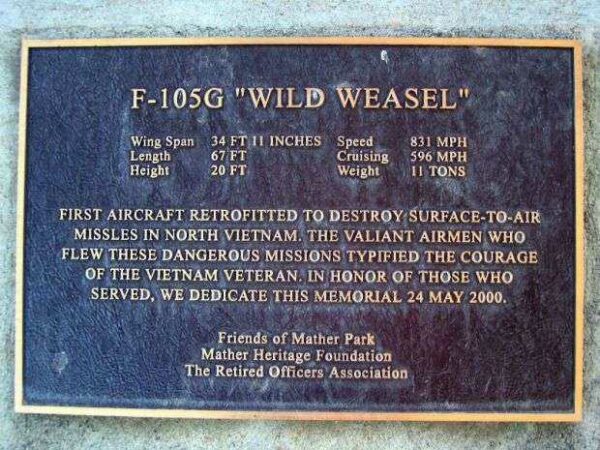 F-105G "WILD WEASEL"
Wing Span 34 FT 11 INCHES Speed 831 MPH
Length 67 FT Cruising 596 MPH
Height 20 FT Weight 11 TONS
FIRST AIRCRAFT RETROFITTED TO DESTROY SURFACE-TO-AIR
MISSLES IN NORTH VIETNAM. THE VALIANT AIRMEN WHO
FLEW THESE DANGEROUS MISSIONS TYPIFIED THE COURAGE
OF THE VIETNAM VETERAN. IN HONOR OF THOSE WHO
SERVED, WE DEDICATE THIS MEMORIAL 24 MAY 2000.
Friends of Mather Park
Mather Heritage Foundation
The Retired Officers Association